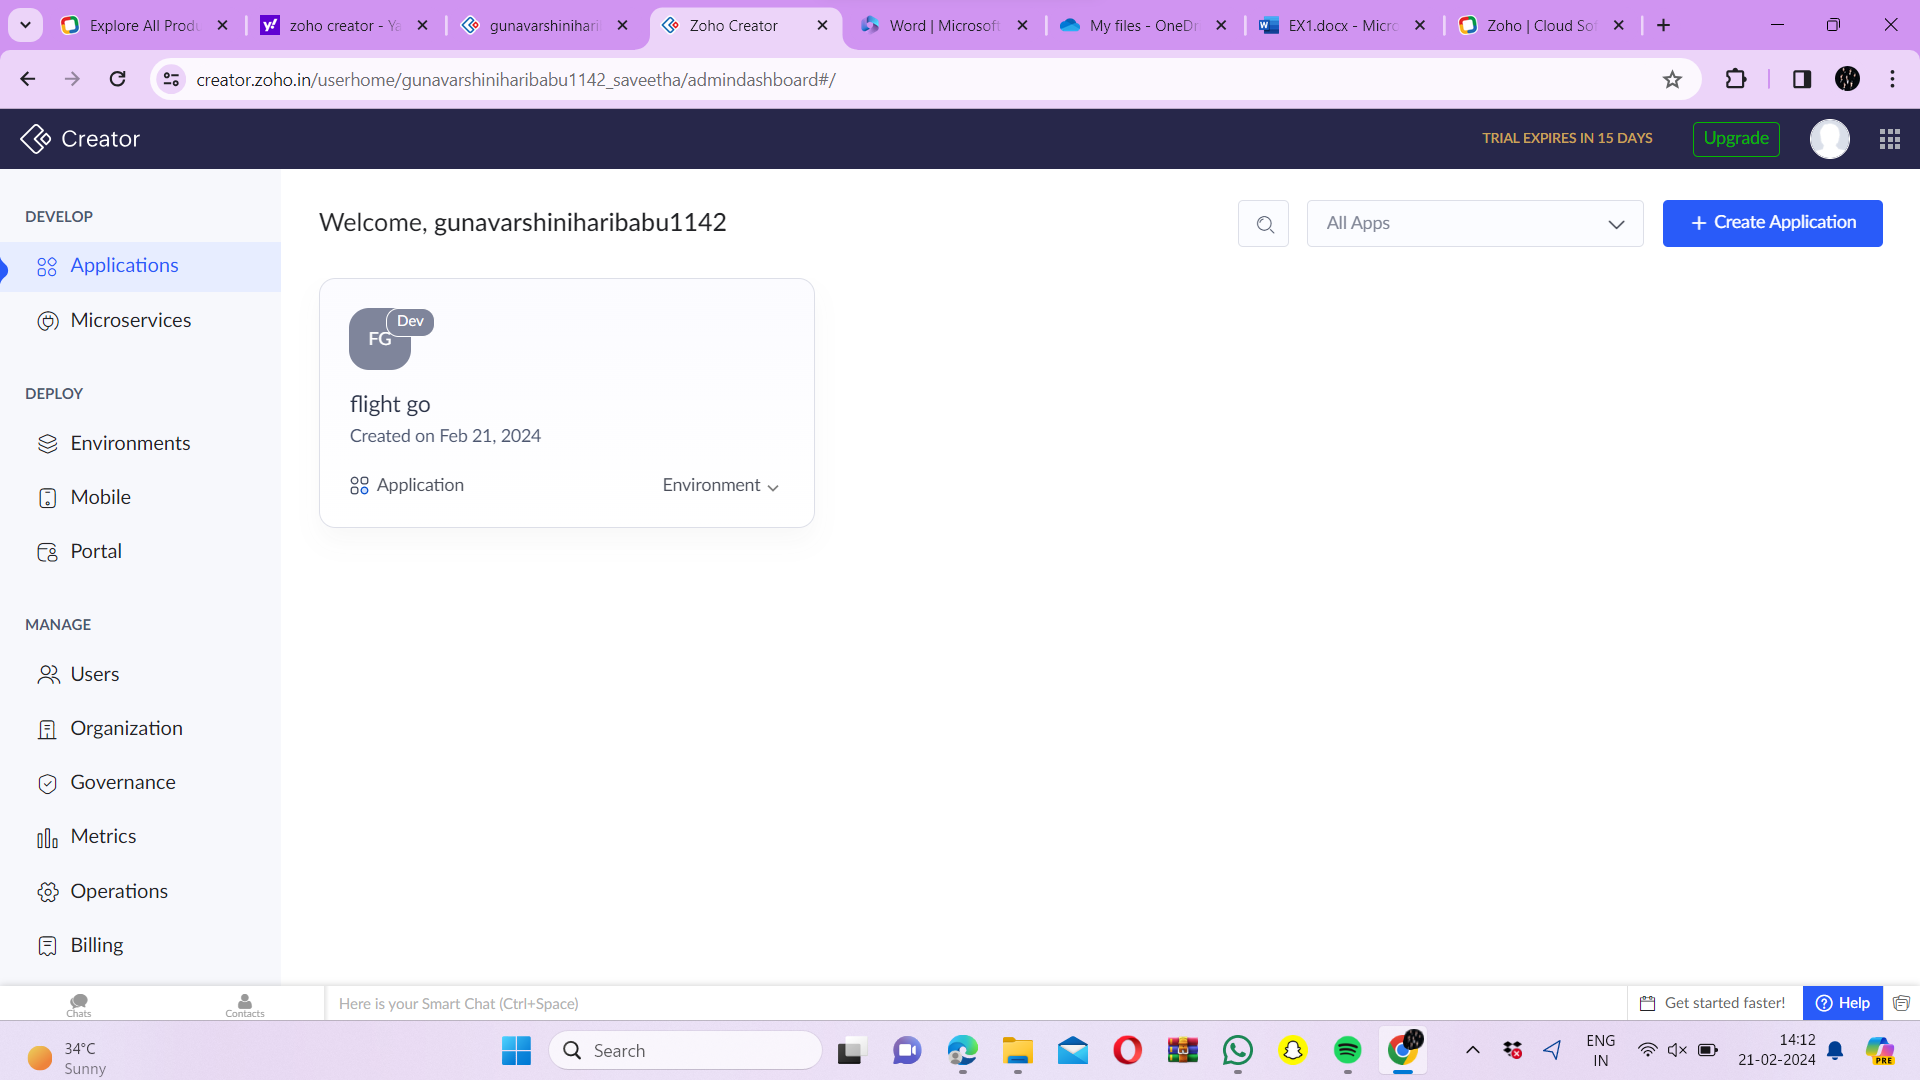 Explore All Produ
zoho creator - Ya
gunavarshinihari
Zoho Creator
Word | Microsoft
My files - OneDr
EX1.docx - Micro
Zoho | Cloud Sof
creator.zoho.in/userhome/gunavarshiniharibabu1142_saveetha/admindashboard#/
Creator
TRIAL EXPIRES IN 15 DAYS
Upgrade
DEVELOP
Applications
Microservices
DEPLOY
Environments
Mobile
Portal
MANAGE
Users
Organization
Governance
Metrics
Operations
Billing
Welcome, gunavarshiniharibabu1142
All Apps
+ Create Application
FG
Dev
flight go
Created on Feb 21, 2024
Application
Environment
Chats
Contacts
Here is your Smart Chat (Ctrl+Space)
Get started faster!
Help
34°C
Sunny
Search
ENG
IN
14:12
21-02-2024
PRE